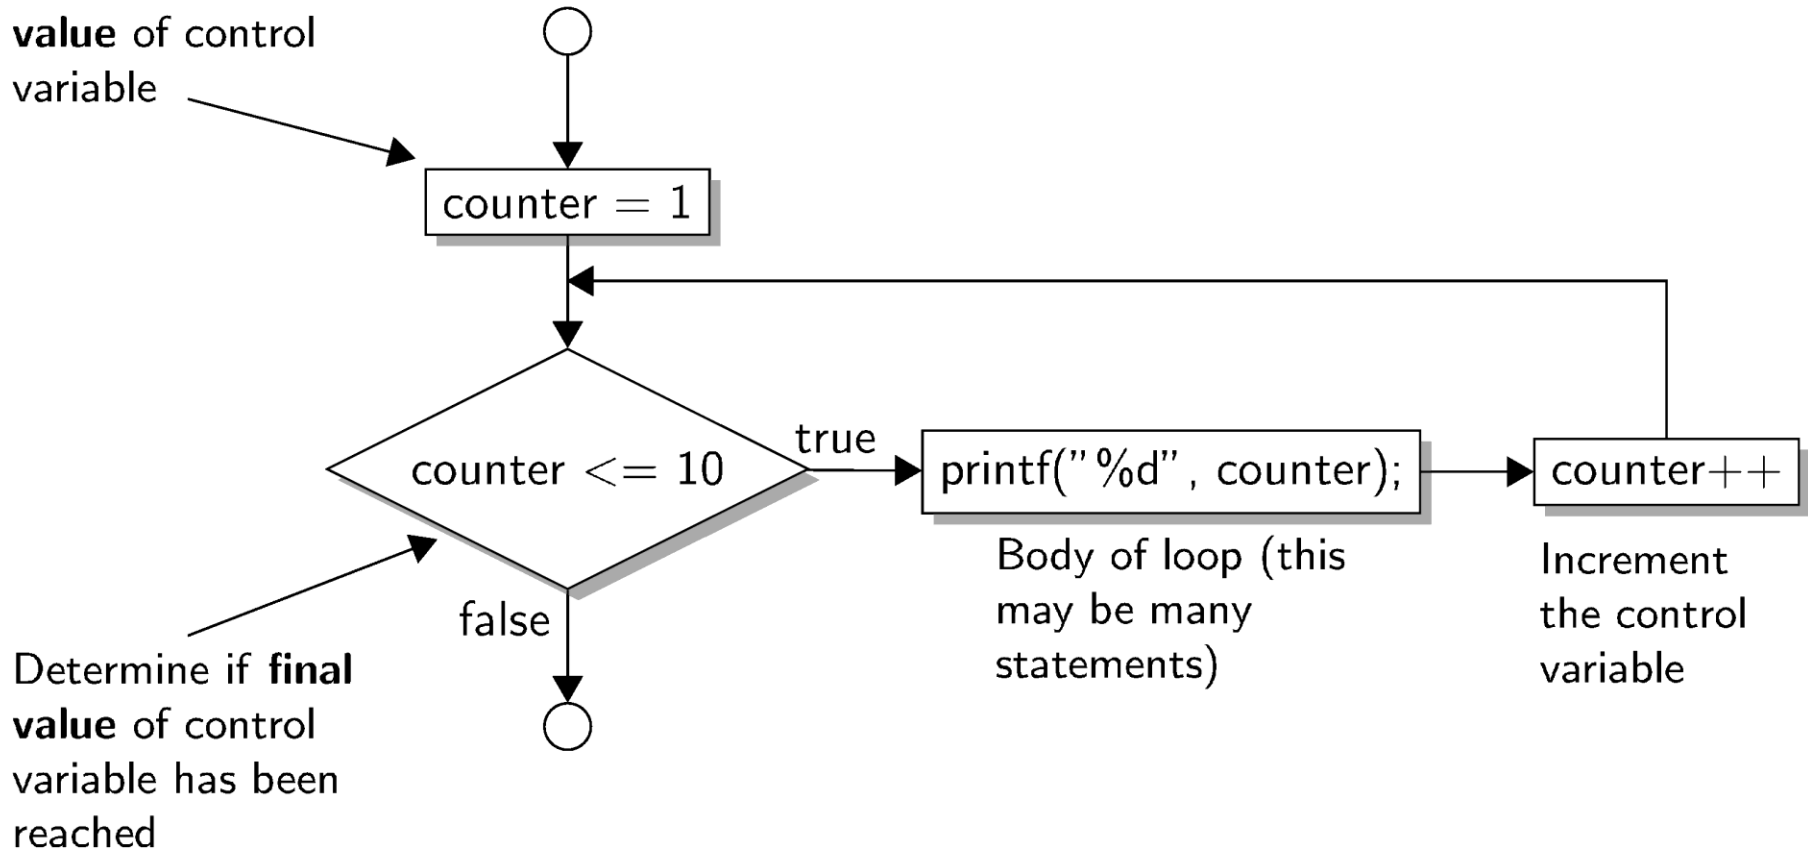 value of control
variable
counter = 1
counter <= 10
true
printf("%d", counter);
counter++
Body of loop (this
may be many
statements)
Increment
the control
variable
false
Determine if final
value of control
variable has been
reached